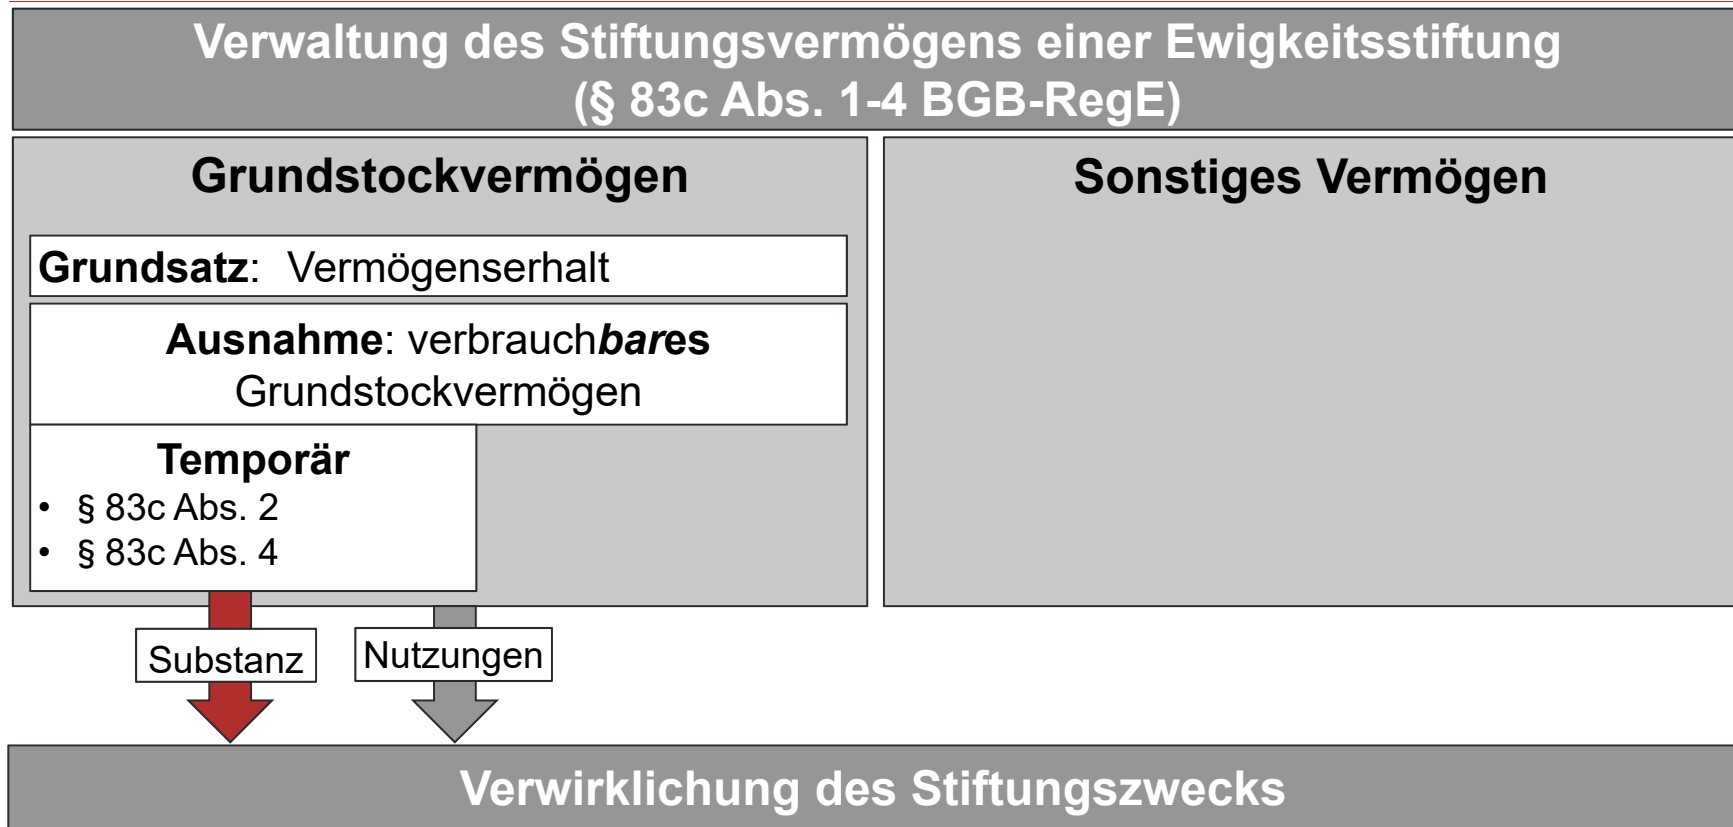 Verwaltung des Stiftungsvermögens einer Ewigkeitsstiftung
(§ 83c Abs. 1-4 BGB-RegE)
Grundstockvermögen
Grundsatz: Vermögenserhalt
Ausnahme: verbrauchbares
Grundstockvermögen
Temporär
• § 83c Abs. 2
• § 83c Abs. 4
Sonstiges Vermögen
Substanz
Nutzungen
Verwirklichung des Stiftungszwecks